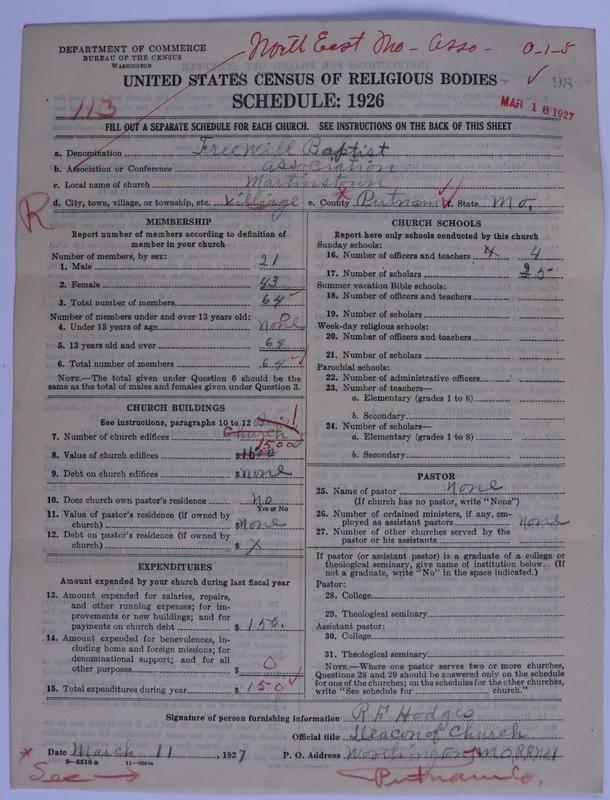 North East Mo - Asso - 0-1-5
DEPARTMENT OF COMMERCE
BUREAU OF THE CENSUS
WASHINGTON
UNITED STATES CENSUS OF RELIGIOUS BODIES
98
SCHEDULE: 1926
113
MAR 16 1927
FILL OUT A SEPARATE SCHEDULE FOR EACH CHURCH. SEE INSTRUCTIONS ON THE BACK OF THIS SHEET
a. Denomination Freewill Baptist
b. Association or Conference association
c. Local name of church Martinstown
R
d. City, town, village, or township, etc. village e. County Putnam f. State Mo.
MEMBERSHIP
Report number of members according to definition of
member in your church
Number of members, by sex:
1. Male 21
2. Female 43
3. Total number of members 64
Number of members under and over 13 years old:
4. Under 13 years of age None 0
5. 13 years old and over 64
6. Total number of members 64
NOTE.—The total given under Question 6 should be the
same as the total of males and females given under Question 3.
CHURCH BUILDINGS
See instructions, paragraphs 10 to 12
7. Number of church edifices Church 1
8. Value of church edifices $ 1500
9. Debt on church edifices $ none
10. Does church own pastor's residence No
Yes or No
11. Value of pastor's residence (if owned by
church) $ None
12. Debt on pastor's residence (if owned by
church) $ X
EXPENDITURES
Amount expended by your church during last fiscal year
13. Amount expended for salaries, repairs,
and other running expenses; for im-
provements or new buildings; and for
payments on church debt $ 150.
14. Amount expended for benevolences, in-
cluding home and foreign missions; for
denominational support; and for all
other purposes $ 0
15. Total expenditures during year $ 150
CHURCH SCHOOLS
Report here only schools conducted by this church
Sunday schools:
16. Number of officers and teachers 4 4
17. Number of scholars 25
Summer vacation Bible schools:
18. Number of officers and teachers
19. Number of scholars
Week-day religious schools:
20. Number of officers and teachers
21. Number of scholars
Parochial schools:
22. Number of administrative officers
23. Number of teachers—
a. Elementary (grades 1 to 8)
b. Secondary
24. Number of scholars—
a. Elementary (grades 1 to 8)
b. Secondary
PASTOR
25. Name of pastor none
(If church has no pastor, write "None")
26. Number of ordained ministers, if any, em-
ployed as assistant pastors none
27. Number of other churches served by the
pastor or his assistants
If pastor (or assistant pastor) is a graduate of a college or
theological seminary, give name of institution below. (If
not a graduate, write "No" in the space indicated.)
Pastor:
28. College
29. Theological seminary
Assistant pastor:
30. College
31. Theological seminary
NOTE.—Where one pastor serves two or more churches,
Questions 28 and 29 should be answered only on the schedule
for one of the churches; on the schedules for the other churches,
write "See schedule for church."
Signature of person furnishing information R F Hodges
Official title Deacon of Church
Date March 11, 1927 P. O. Address Worthington, MO
8—5518 a 11—9054a
* See → Putnam Co.